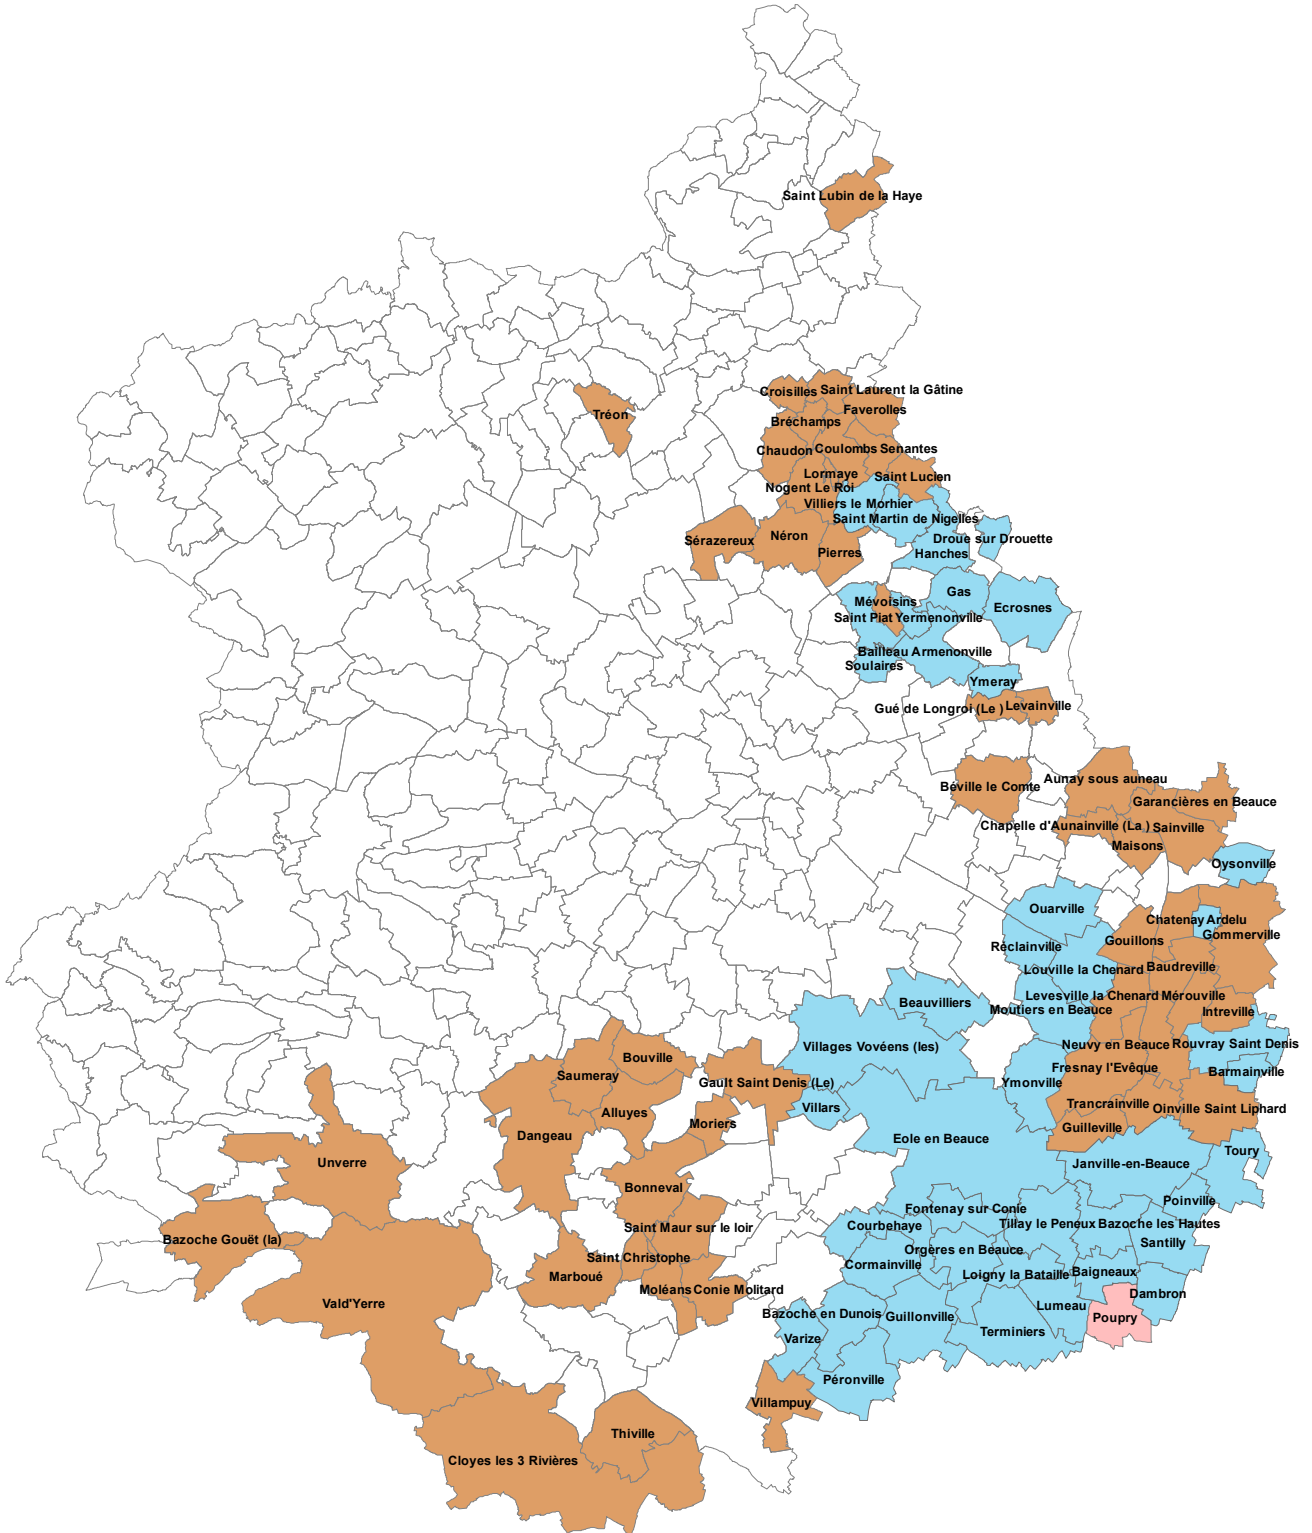 Saint Lubin de la Haye
Croisilles
Saint Laurent la Gâtine
Faverolles
Tréon
Bréchamps
Chaudon
Coulombs
Senantes
Lormaye
Saint Lucien
Nogent Le Roi
Villiers le Morhier
Saint Martin de Nigelles
Sérazereux
Néron
Droue sur Drouette
Pierres
Hanches
Gas
Mévoisins
Ecrosnes
Saint Piat
Yermenonville
Bailleau Armenonville
Soulaires
Ymeray
Gué de Longroi (Le )
Levainville
Aunay sous auneau
Béville le Comte
Garancières en Beauce
Chapelle d'Aunainville (La )
Sainville
Maisons
Oysonville
Ouarville
Chatenay
Ardelu
Gommerville
Réclainville
Gouillons
Louville la Chenard
Baudreville
Levesville la Chenard
Mérouville
Beauvilliers
Moutiers en Beauce
Intreville
Villages Vovéens (les)
Neuvy en Beauce
Rouvray Saint Denis
Bouville
Saumeray
Fresnay l'Evêque
Barmainville
Gault Saint Denis (Le)
Ymonville
Villars
Trancrainville
Oinville Saint Liphard
Alluyes
Moriers
Guilleville
Dangeau
Eole en Beauce
Toury
Unverre
Janville-en-Beauce
Bonneval
Poinville
Fontenay sur Conie
Saint Maur sur le loir
Courbehaye
Tillay le Peneux
Bazoche les Hautes
Bazoche Gouët (la)
Santilly
Orgères en Beauce
Saint Christophe
Cormainville
Marboué
Loigny la Bataille
Baigneaux
Moléans
Conie Molitard
Dambron
Vald'Yerre
Lumeau
Bazoche en Dunois
Guillonville
Poupry
Terminiers
Varize
Péronville
Villampuy
Thiville
Cloyes les 3 Rivières